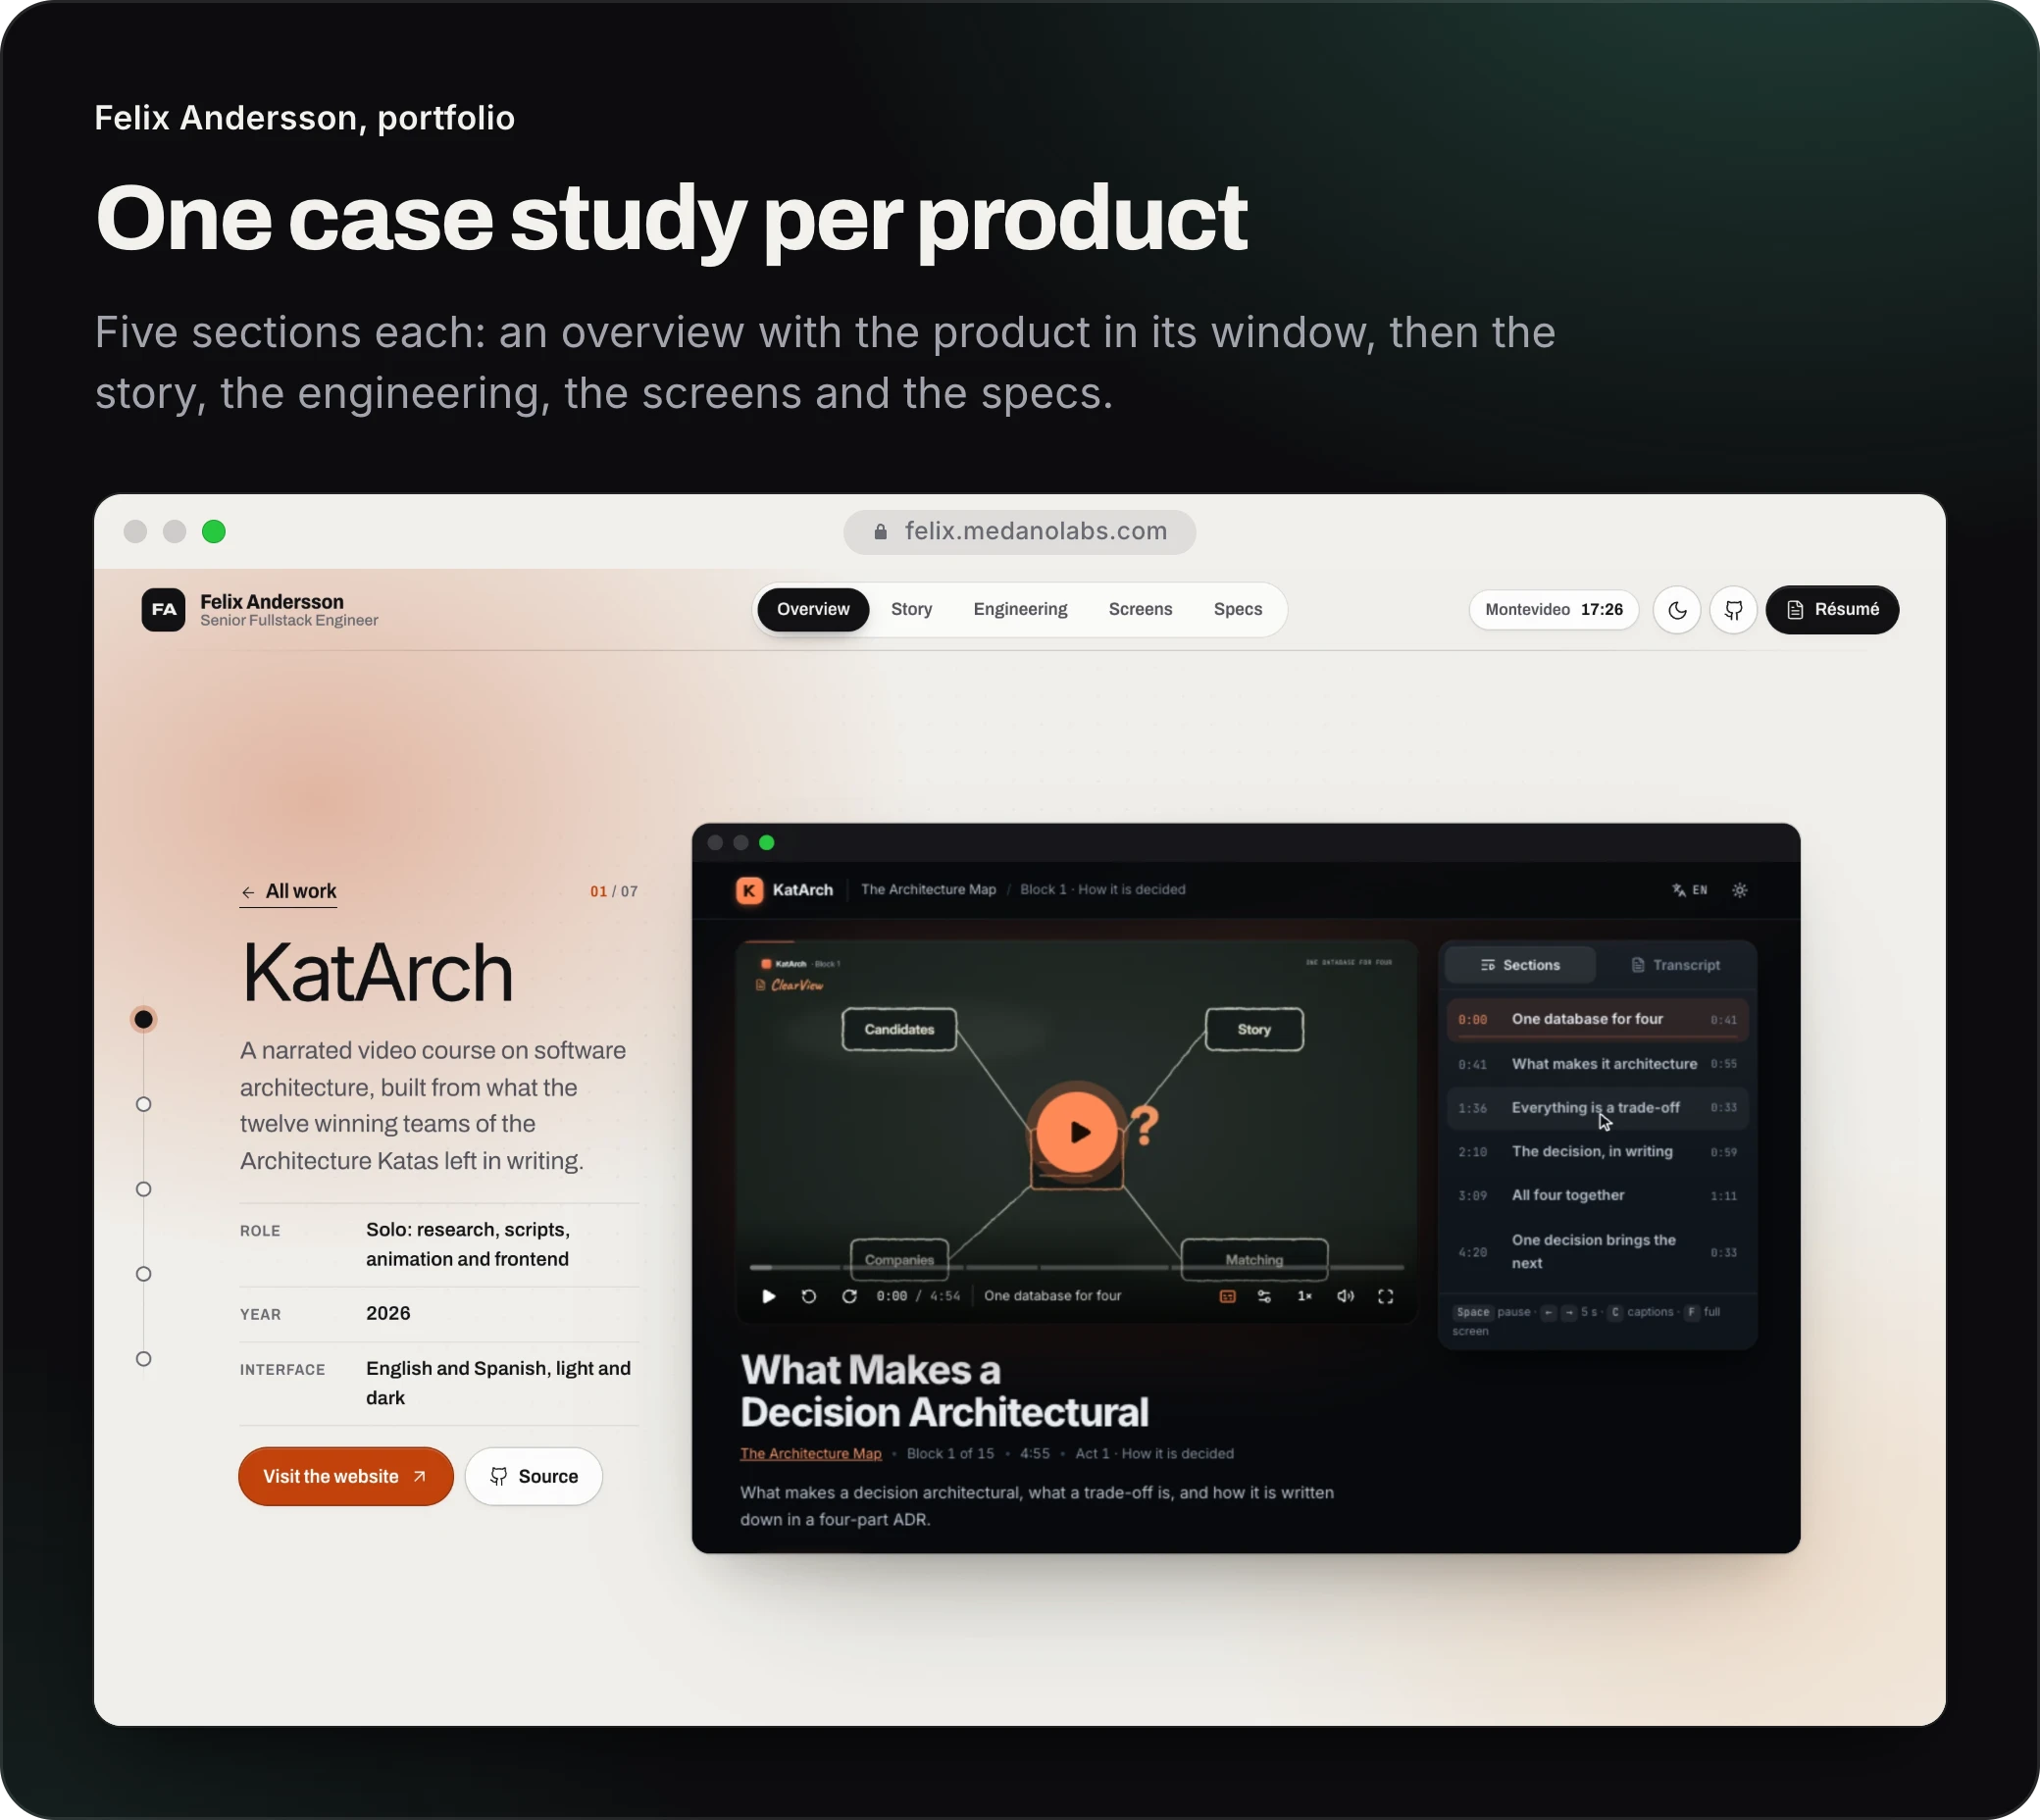 Felix Andersson, portfolio
One case study per product
Five sections each: an overview with the product in its window, then the
story, the engineering, the screens and the specs.
felix.medanolabs.com
FA
Felix Andersson
Senior Fullstack Engineer
Overview
Story
Engineering
Screens
Specs
Montevideo 17:26
Résumé
← All work
01 / 07
KatArch
A narrated video course on software
architecture, built from what the
twelve winning teams of the
Architecture Katas left in writing.
ROLE
Solo: research, scripts,
animation and frontend
YEAR
2026
INTERFACE
English and Spanish, light and
dark
Visit the website ↗
Source
K KatArch
The Architecture Map / Block 1 · How it is decided
EN
KatArch · Block 1
ONE DATABASE FOR FOUR
ClearView
Candidates
Story
?
Companies
Matching
0:00 / 4:54
One database for four
1×
Sections
Transcript
0:00 One database for four 0:41
0:41 What makes it architecture 0:55
1:36 Everything is a trade-off 0:33
2:10 The decision, in writing 0:59
3:09 All four together 1:11
4:20 One decision brings the
next 0:33
Space pause · ← → 5 s · C captions · F full
screen
What Makes a
Decision Architectural
The Architecture Map • Block 1 of 15 • 4:55 • Act 1 · How it is decided
What makes a decision architectural, what a trade-off is, and how it is written
down in a four-part ADR.